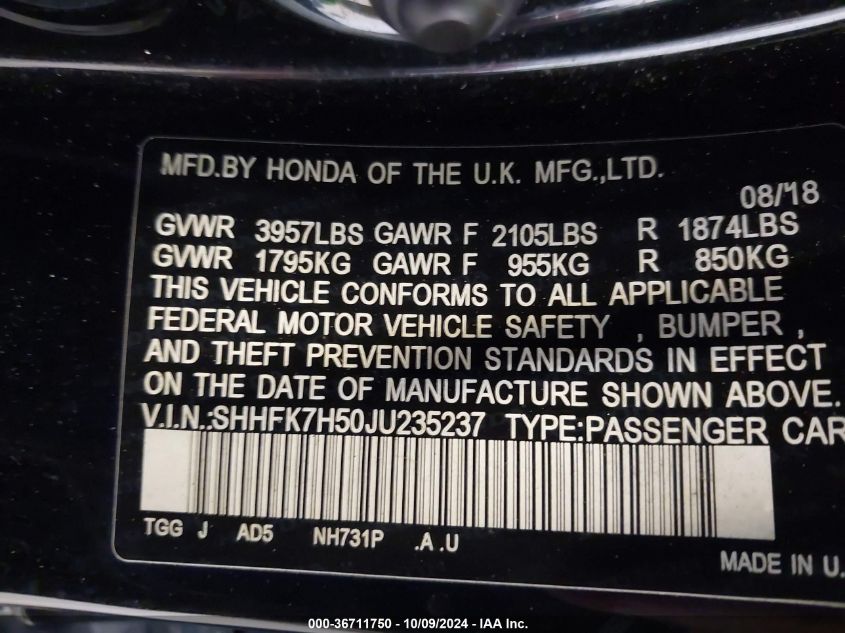 MFD.BY HONDA OF THE U.K. MFG.,LTD.
08/'18
GVWR 3957LBS GAWR F 2105LBS R 1874LBS
GVWR 1795KG GAWR F 955KG R 850KG
THIS VEHICLE CONFORMS TO ALL APPLICABLE
FEDERAL MOTOR VEHICLE SAFETY , BUMPER ,
AND THEFT PREVENTION STANDARDS IN EFFECT
ON THE DATE OF MANUFACTURE SHOWN ABOVE.
V.I.N.:SHHFK7H50JU235237 TYPE:PASSENGER CAR
TGG J AD5 NH731P .A .U
MADE IN U.
000-36711750 - 10/09/2024 - IAA Inc.